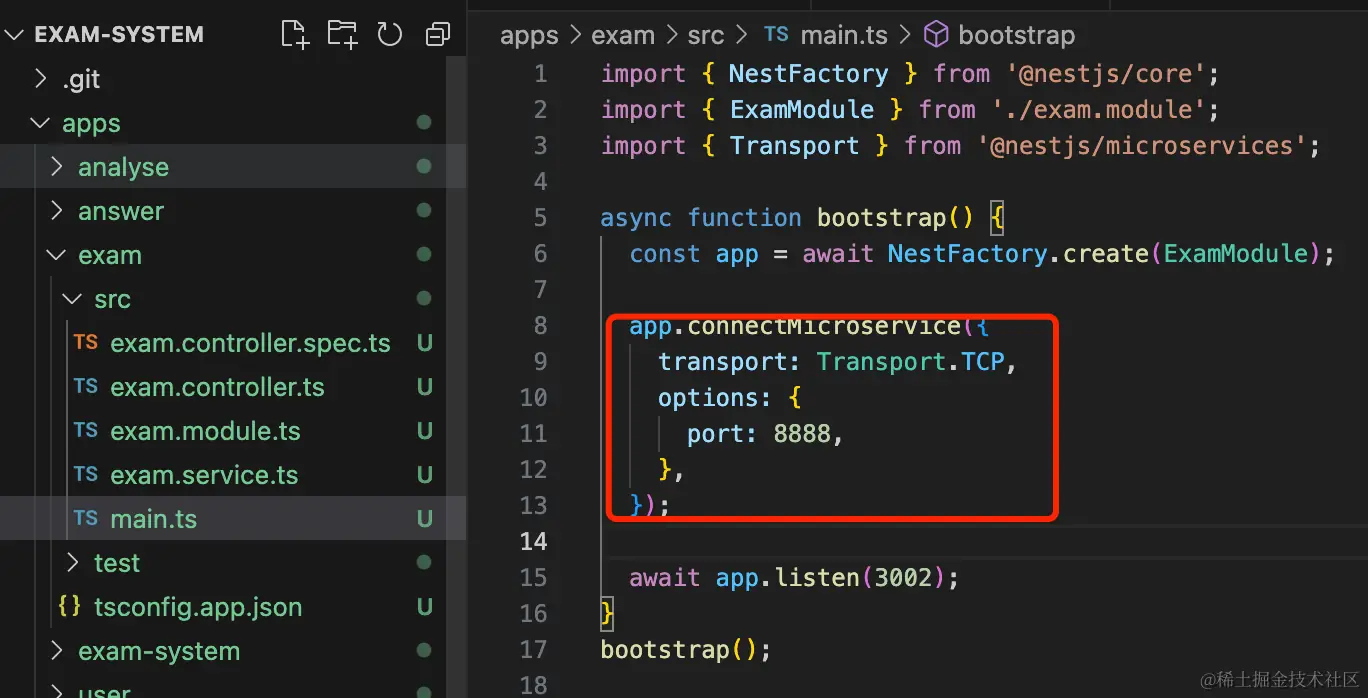 EXAM-SYSTEM
.git
apps
analyse
answer
exam
src
TS exam.controller.spec.ts U
TS exam.controller.ts U
TS exam.module.ts U
TS exam.service.ts U
TS main.ts U
test
{} tsconfig.app.json U
exam-system
user
apps > exam > src > TS main.ts > bootstrap
1 import { NestFactory } from '@nestjs/core';
2 import { ExamModule } from './exam.module';
3 import { Transport } from '@nestjs/microservices';
4
5 async function bootstrap() {
6 const app = await NestFactory.create(ExamModule);
7
8 app.connectMicroservice({
9 transport: Transport.TCP,
10 options: {
11 port: 8888,
12 },
13 });
14
15 await app.listen(3002);
16 }
17 bootstrap();
18
@稀土掘金技术社区